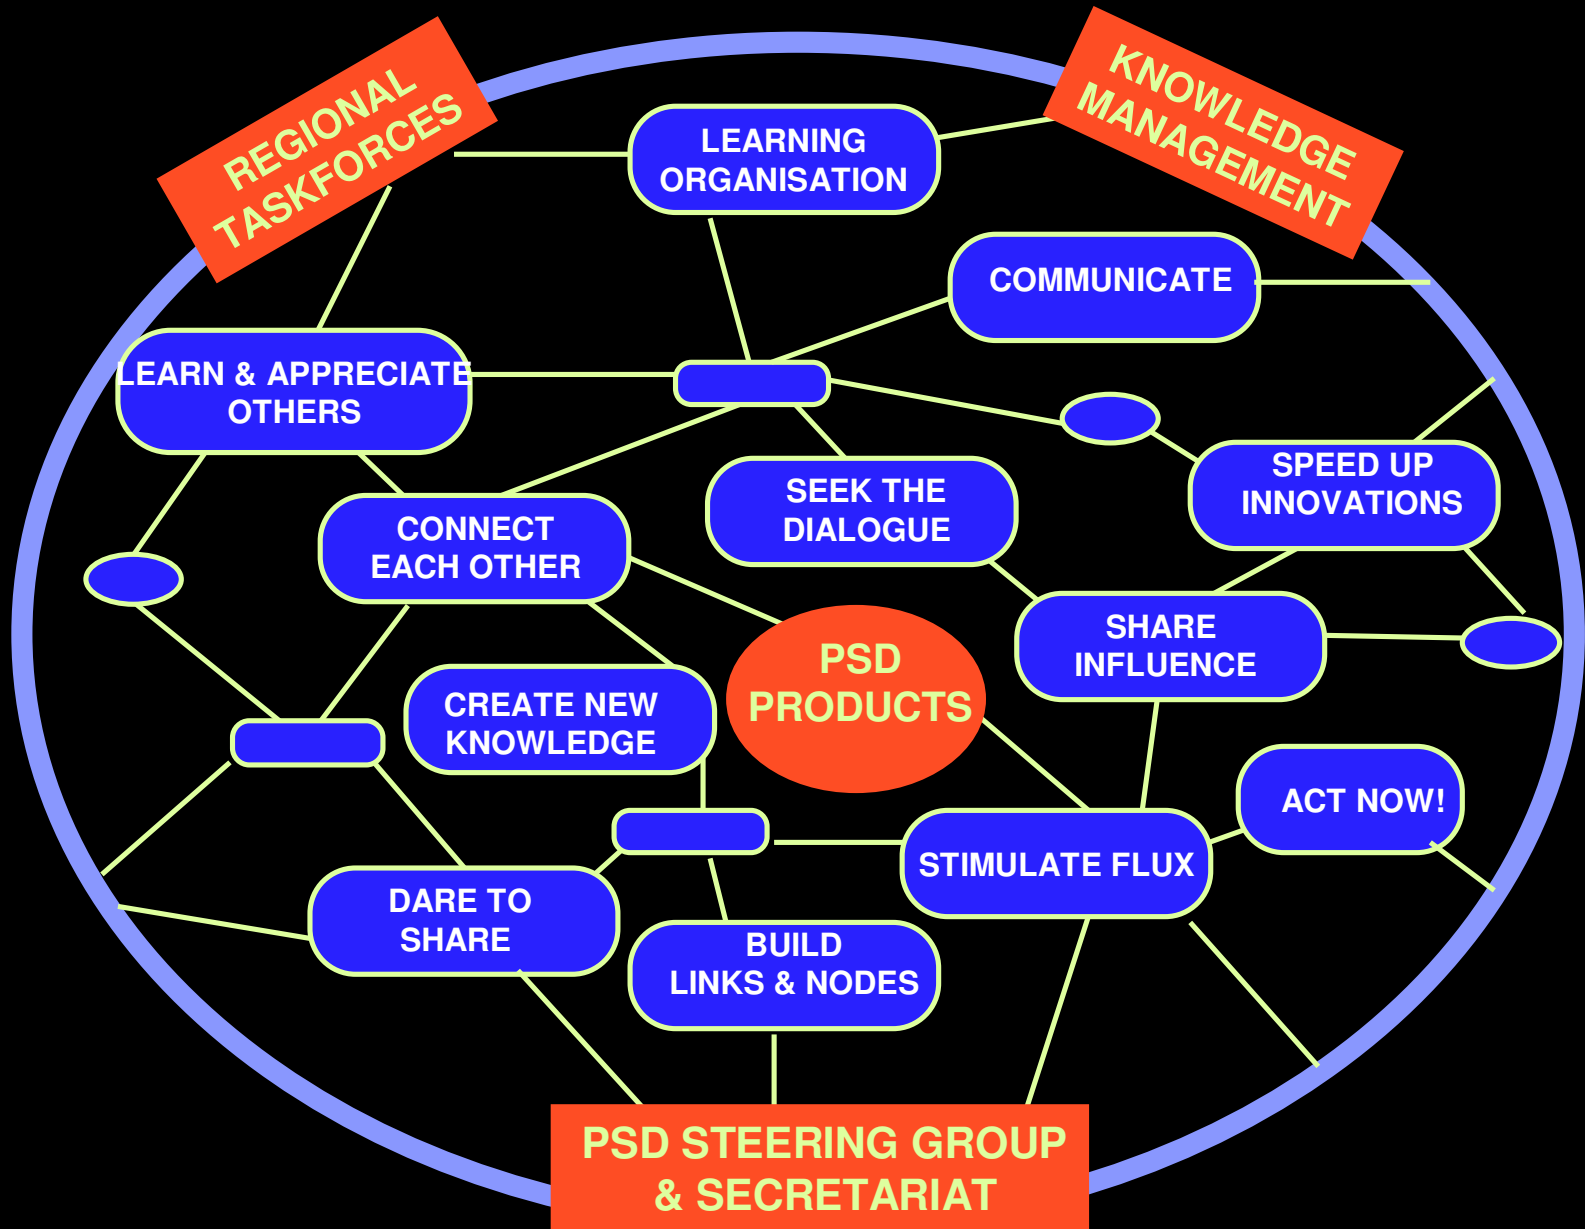 REGIONAL
TASKFORCES
KNOWLEDGE
MANAGEMENT
LEARNING
ORGANISATION
COMMUNICATE
LEARN & APPRECIATE
OTHERS
SPEED UP
INNOVATIONS
SEEK THE
DIALOGUE
CONNECT
EACH OTHER
SHARE
INFLUENCE
PSD
PRODUCTS
CREATE NEW
KNOWLEDGE
ACT NOW!
STIMULATE FLUX
DARE TO
SHARE
BUILD
LINKS & NODES
PSD STEERING GROUP
& SECRETARIAT